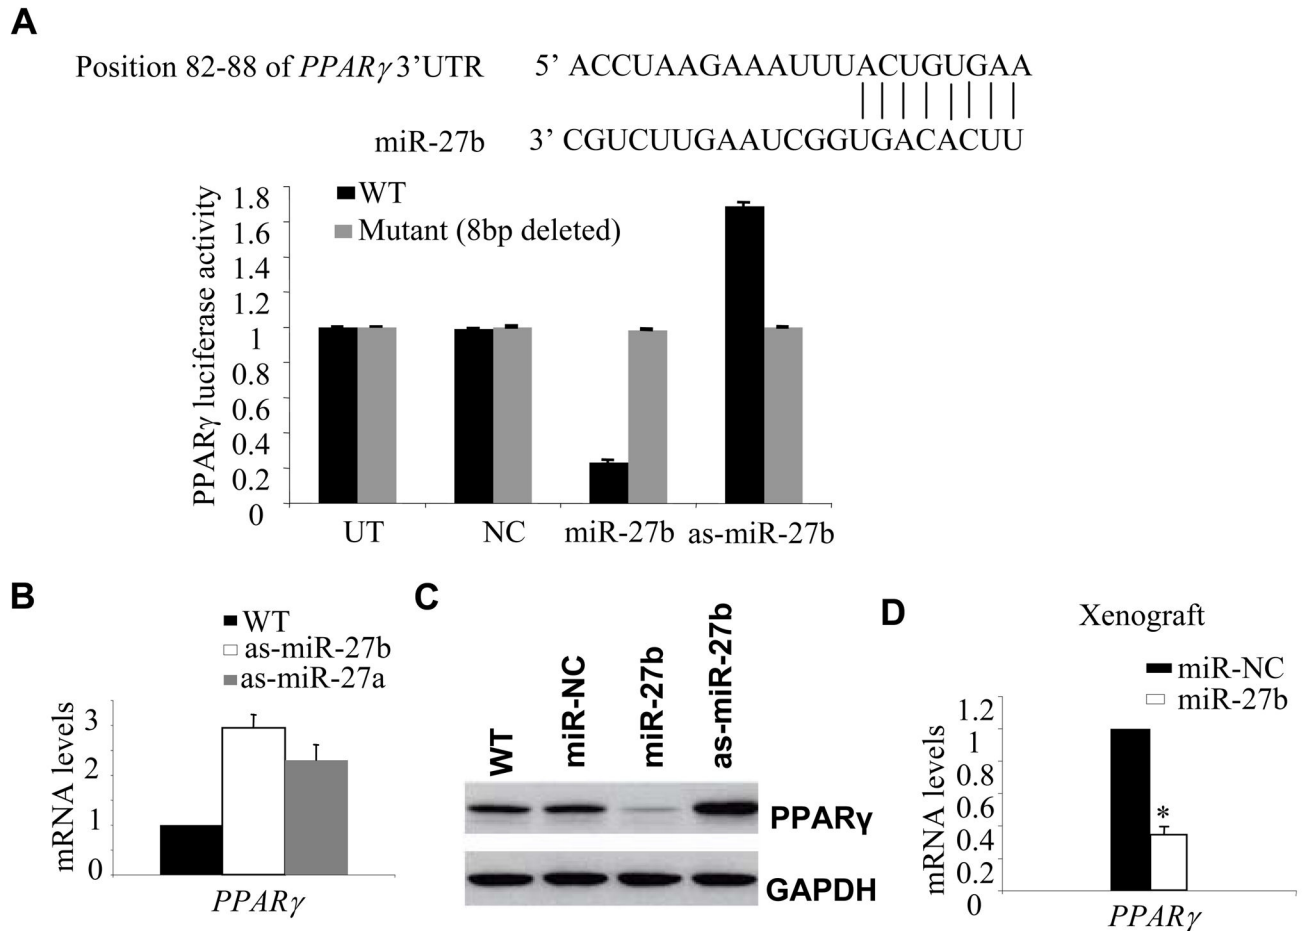 A
Position 82-88 of PPARγ 3’UTR 5’ ACCUAAGAAAUUUACUGUGAA
miR-27b 3’ CGUCUUGAAUCGGUGACACUU
WT
Mutant (8bp deleted)
PPARγ luciferase activity
1.8
1.6
1.4
1.2
1
0.8
0.6
0.4
0.2
0
UT NC miR-27b as-miR-27b
B
WT
as-miR-27b
as-miR-27a
mRNA levels
3
2
1
0
PPARγ
C
WT miR-NC miR-27b as-miR-27b
PPARγ
GAPDH
D
Xenograft
miR-NC
miR-27b
mRNA levels
1.2
1
0.8
0.6
0.4
0.2
0
*
PPARγ